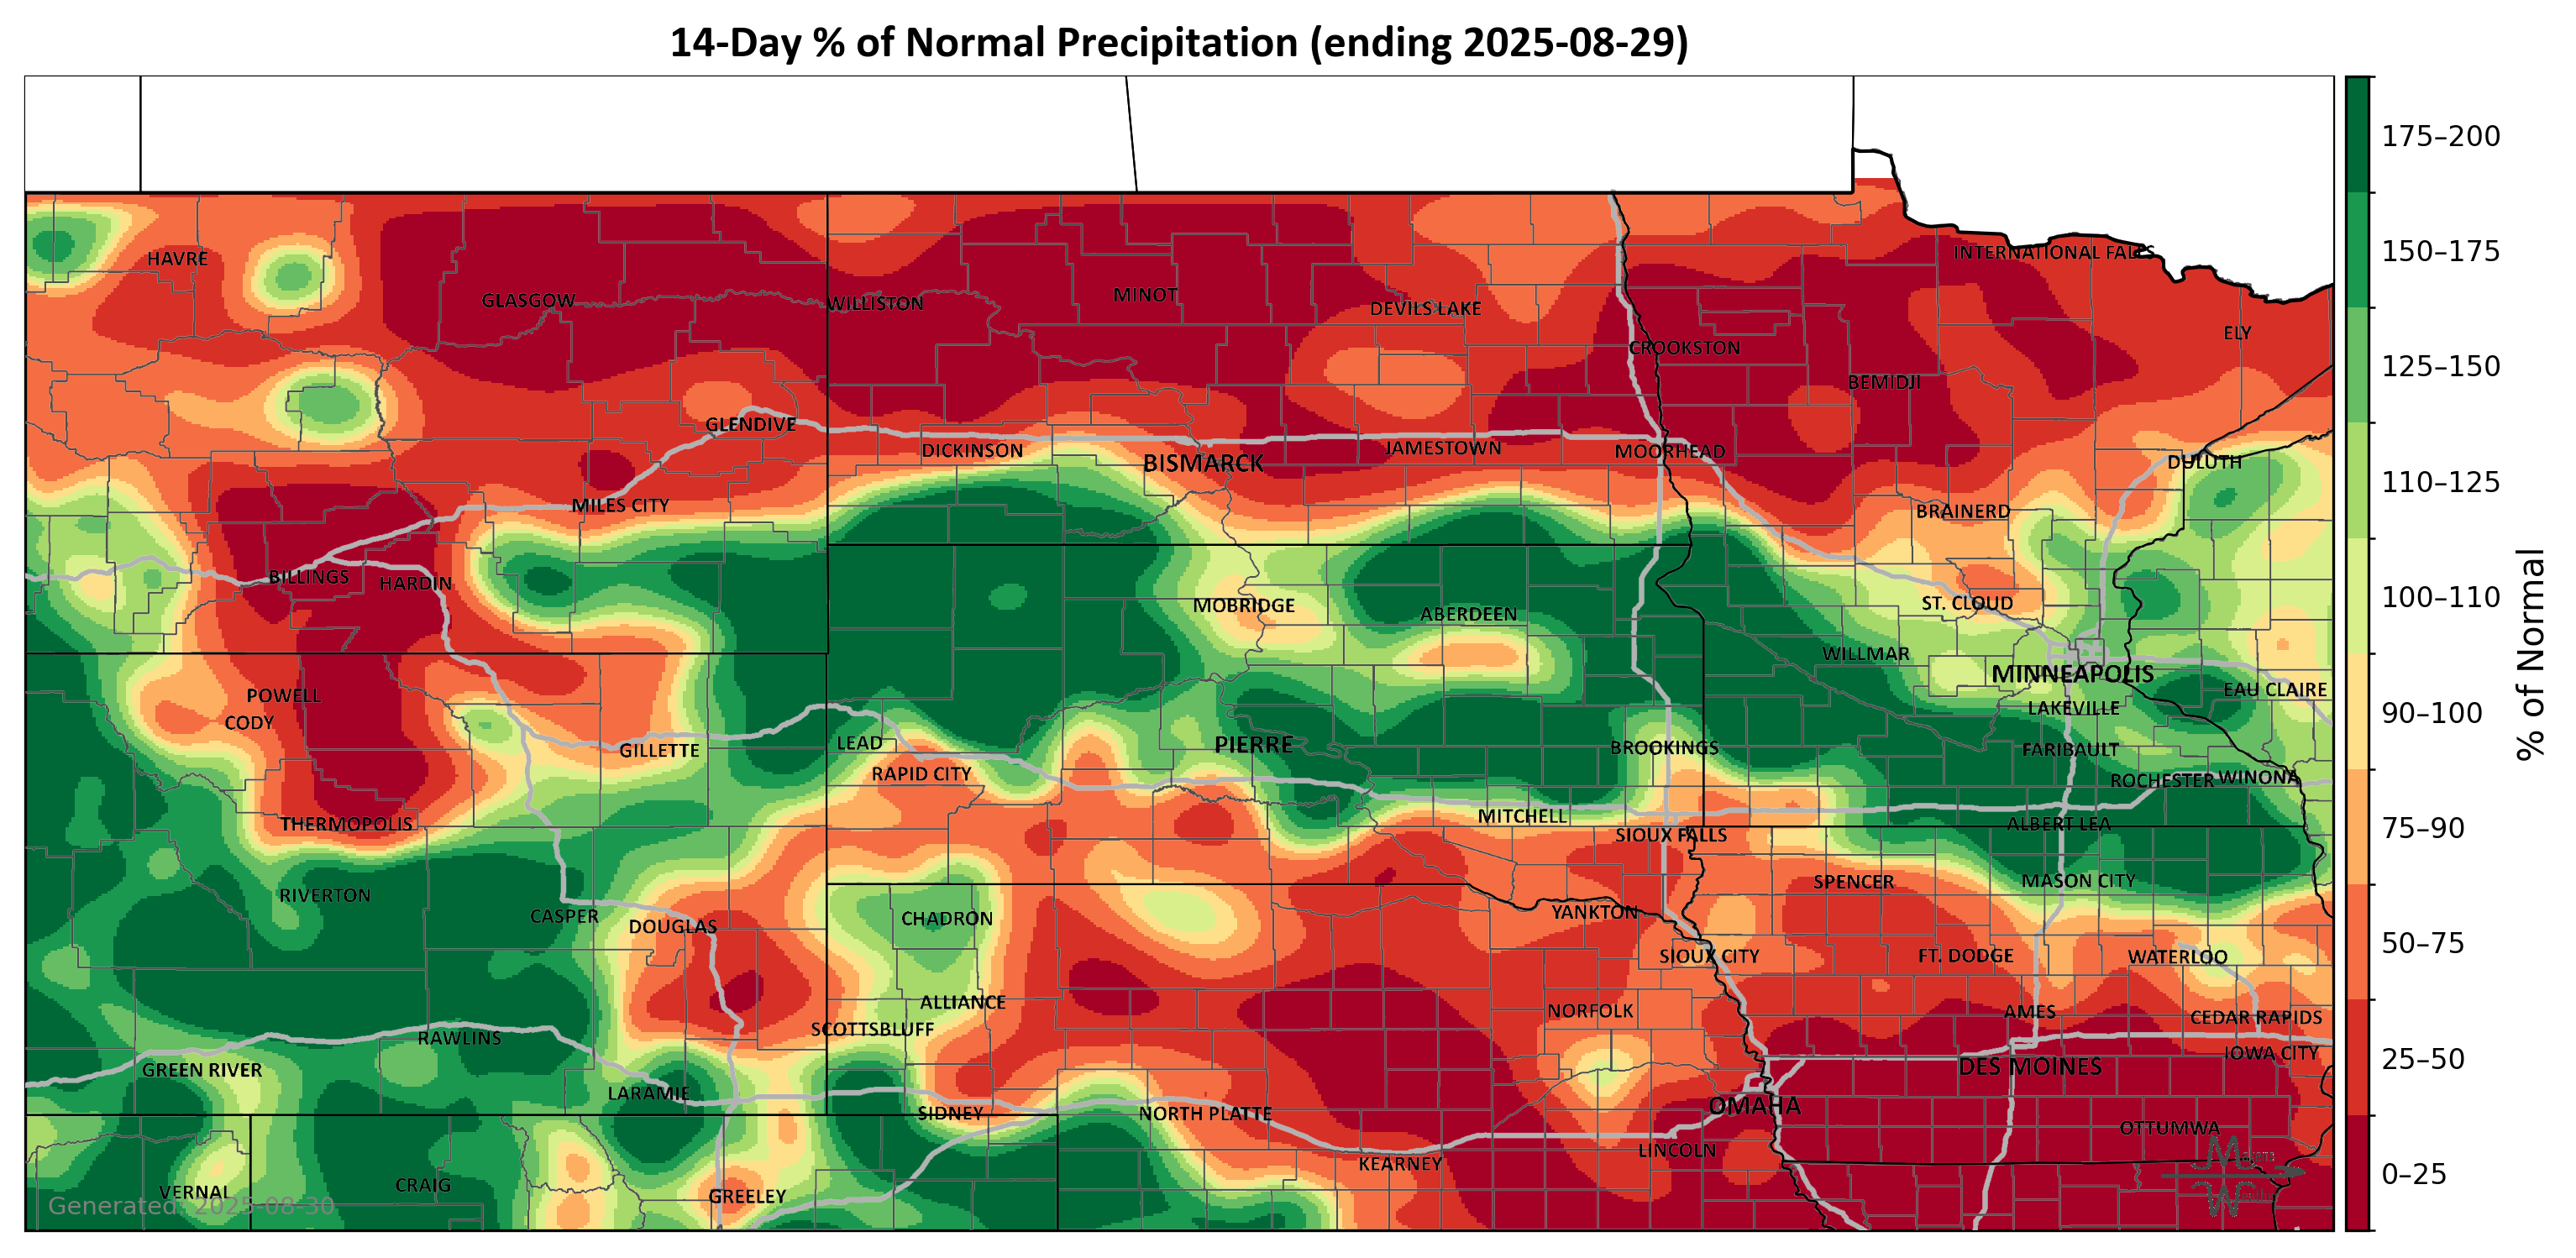 14-Day % of Normal Precipitation (ending 2025-08-29)
HAVRE
INTERNATIONAL FALLS
GLASGOW
WILLISTON
MINOT
DEVILS LAKE
ELY
CROOKSTON
BEMIDJI
GLENDIVE
DICKINSON
BISMARCK
JAMESTOWN
MOORHEAD
DULUTH
MILES CITY
BRAINERD
BILLINGS
HARDIN
MOBRIDGE
ABERDEEN
ST. CLOUD
WILLMAR
MINNEAPOLIS
POWELL
EAU CLAIRE
CODY
LAKEVILLE
GILLETTE
LEAD
PIERRE
BROOKINGS
FARIBAULT
RAPID CITY
ROCHESTER
WINONA
THERMOPOLIS
MITCHELL
SIOUX FALLS
ALBERT LEA
RIVERTON
SPENCER
MASON CITY
CASPER
DOUGLAS
CHADRON
YANKTON
SIOUX CITY
FT. DODGE
WATERLOO
ALLIANCE
NORFOLK
AMES
CEDAR RAPIDS
SCOTTSBLUFF
RAWLINS
IOWA CITY
GREEN RIVER
DES MOINES
LARAMIE
OMAHA
SIDNEY
NORTH PLATTE
OTTUMWA
LINCOLN
KEARNEY
VERNAL
CRAIG
GREELEY
Generated: 2025-08-30
175–200
150–175
125–150
110–125
100–110
90–100
75–90
50–75
25–50
0–25
% of Normal